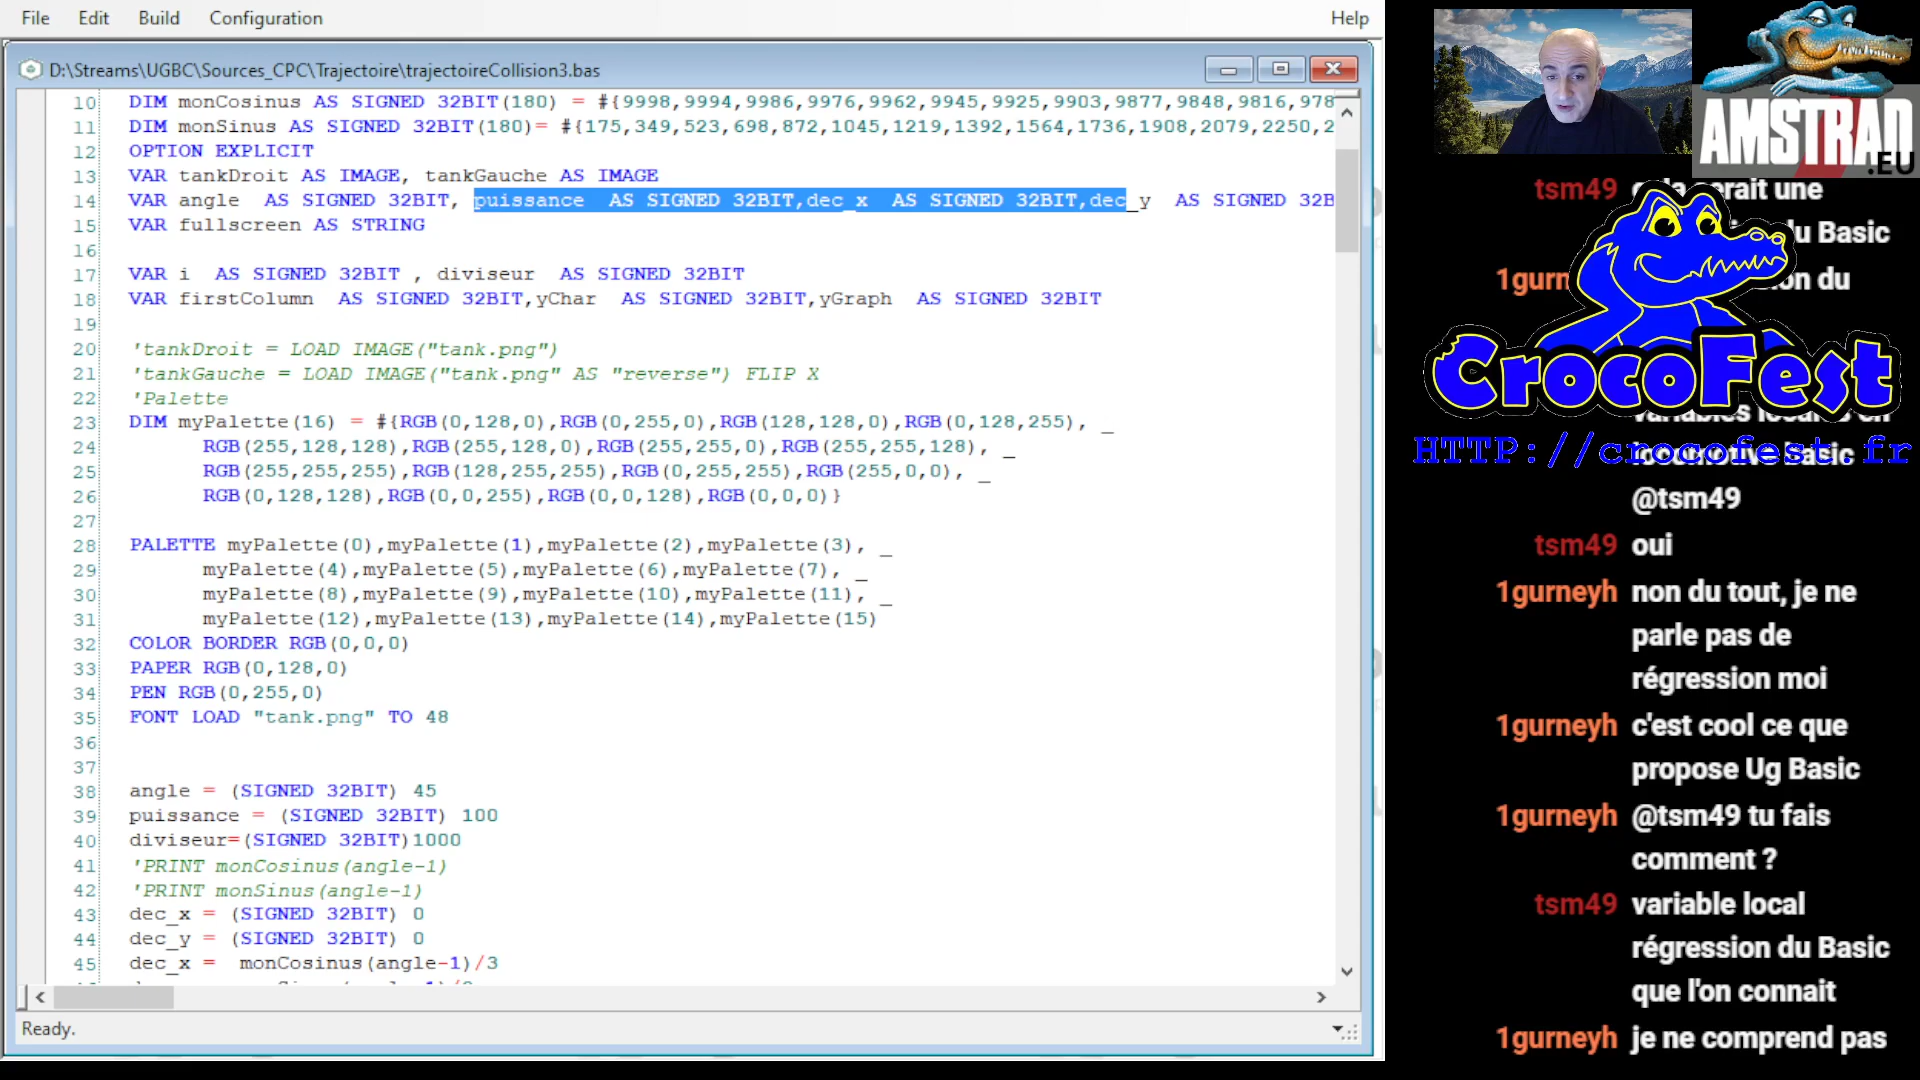 File Edit Build Configuration Help
D:\Streams\UGBC\Sources_CPC\Trajectoire\trajectoireCollision3.bas
10 DIM monCosinus AS SIGNED 32BIT(180) = #{9998,9994,9986,9976,9962,9945,9925,9903,9877,9848,9816,978
11 DIM monSinus AS SIGNED 32BIT(180)= #{175,349,523,698,872,1045,1219,1392,1564,1736,1908,2079,2250,2
12 OPTION EXPLICIT
13 VAR tankDroit AS IMAGE, tankGauche AS IMAGE
14 VAR angle AS SIGNED 32BIT, puissance AS SIGNED 32BIT,dec_x AS SIGNED 32BIT,dec_y AS SIGNED 32B
15 VAR fullscreen AS STRING
16
17 VAR i AS SIGNED 32BIT , diviseur AS SIGNED 32BIT
18 VAR firstColumn AS SIGNED 32BIT,yChar AS SIGNED 32BIT,yGraph AS SIGNED 32BIT
19
20 'tankDroit = LOAD IMAGE("tank.png")
21 'tankGauche = LOAD IMAGE("tank.png" AS "reverse") FLIP X
22 'Palette
23 DIM myPalette(16) = #{RGB(0,128,0),RGB(0,255,0),RGB(128,128,0),RGB(0,128,255), _
24 RGB(255,128,128),RGB(255,128,0),RGB(255,255,0),RGB(255,255,128), _
25 RGB(255,255,255),RGB(128,255,255),RGB(0,255,255),RGB(255,0,0), _
26 RGB(0,128,128),RGB(0,0,255),RGB(0,0,128),RGB(0,0,0)}
27
28 PALETTE myPalette(0),myPalette(1),myPalette(2),myPalette(3), _
29 myPalette(4),myPalette(5),myPalette(6),myPalette(7), _
30 myPalette(8),myPalette(9),myPalette(10),myPalette(11), _
31 myPalette(12),myPalette(13),myPalette(14),myPalette(15)
32 COLOR BORDER RGB(0,0,0)
33 PAPER RGB(0,128,0)
34 PEN RGB(0,255,0)
35 FONT LOAD "tank.png" TO 48
36
37
38 angle = (SIGNED 32BIT) 45
39 puissance = (SIGNED 32BIT) 100
40 diviseur=(SIGNED 32BIT)1000
41 'PRINT monCosinus(angle-1)
42 'PRINT monSinus(angle-1)
43 dec_x = (SIGNED 32BIT) 0
44 dec_y = (SIGNED 32BIT) 0
45 dec_x = monCosinus(angle-1)/3
Ready.
AMSTRAD
.EU
tsm49 une
du Basic
1gurn du
CrocoFest
HTTP://crocofest.fr
@tsm49
tsm49 oui
1gurneyh non du tout, je ne
parle pas de
régression moi
1gurneyh c'est cool ce que
propose Ug Basic
1gurneyh @tsm49 tu fais
comment ?
tsm49 variable local
régression du Basic
que l'on connait
1gurneyh je ne comprend pas